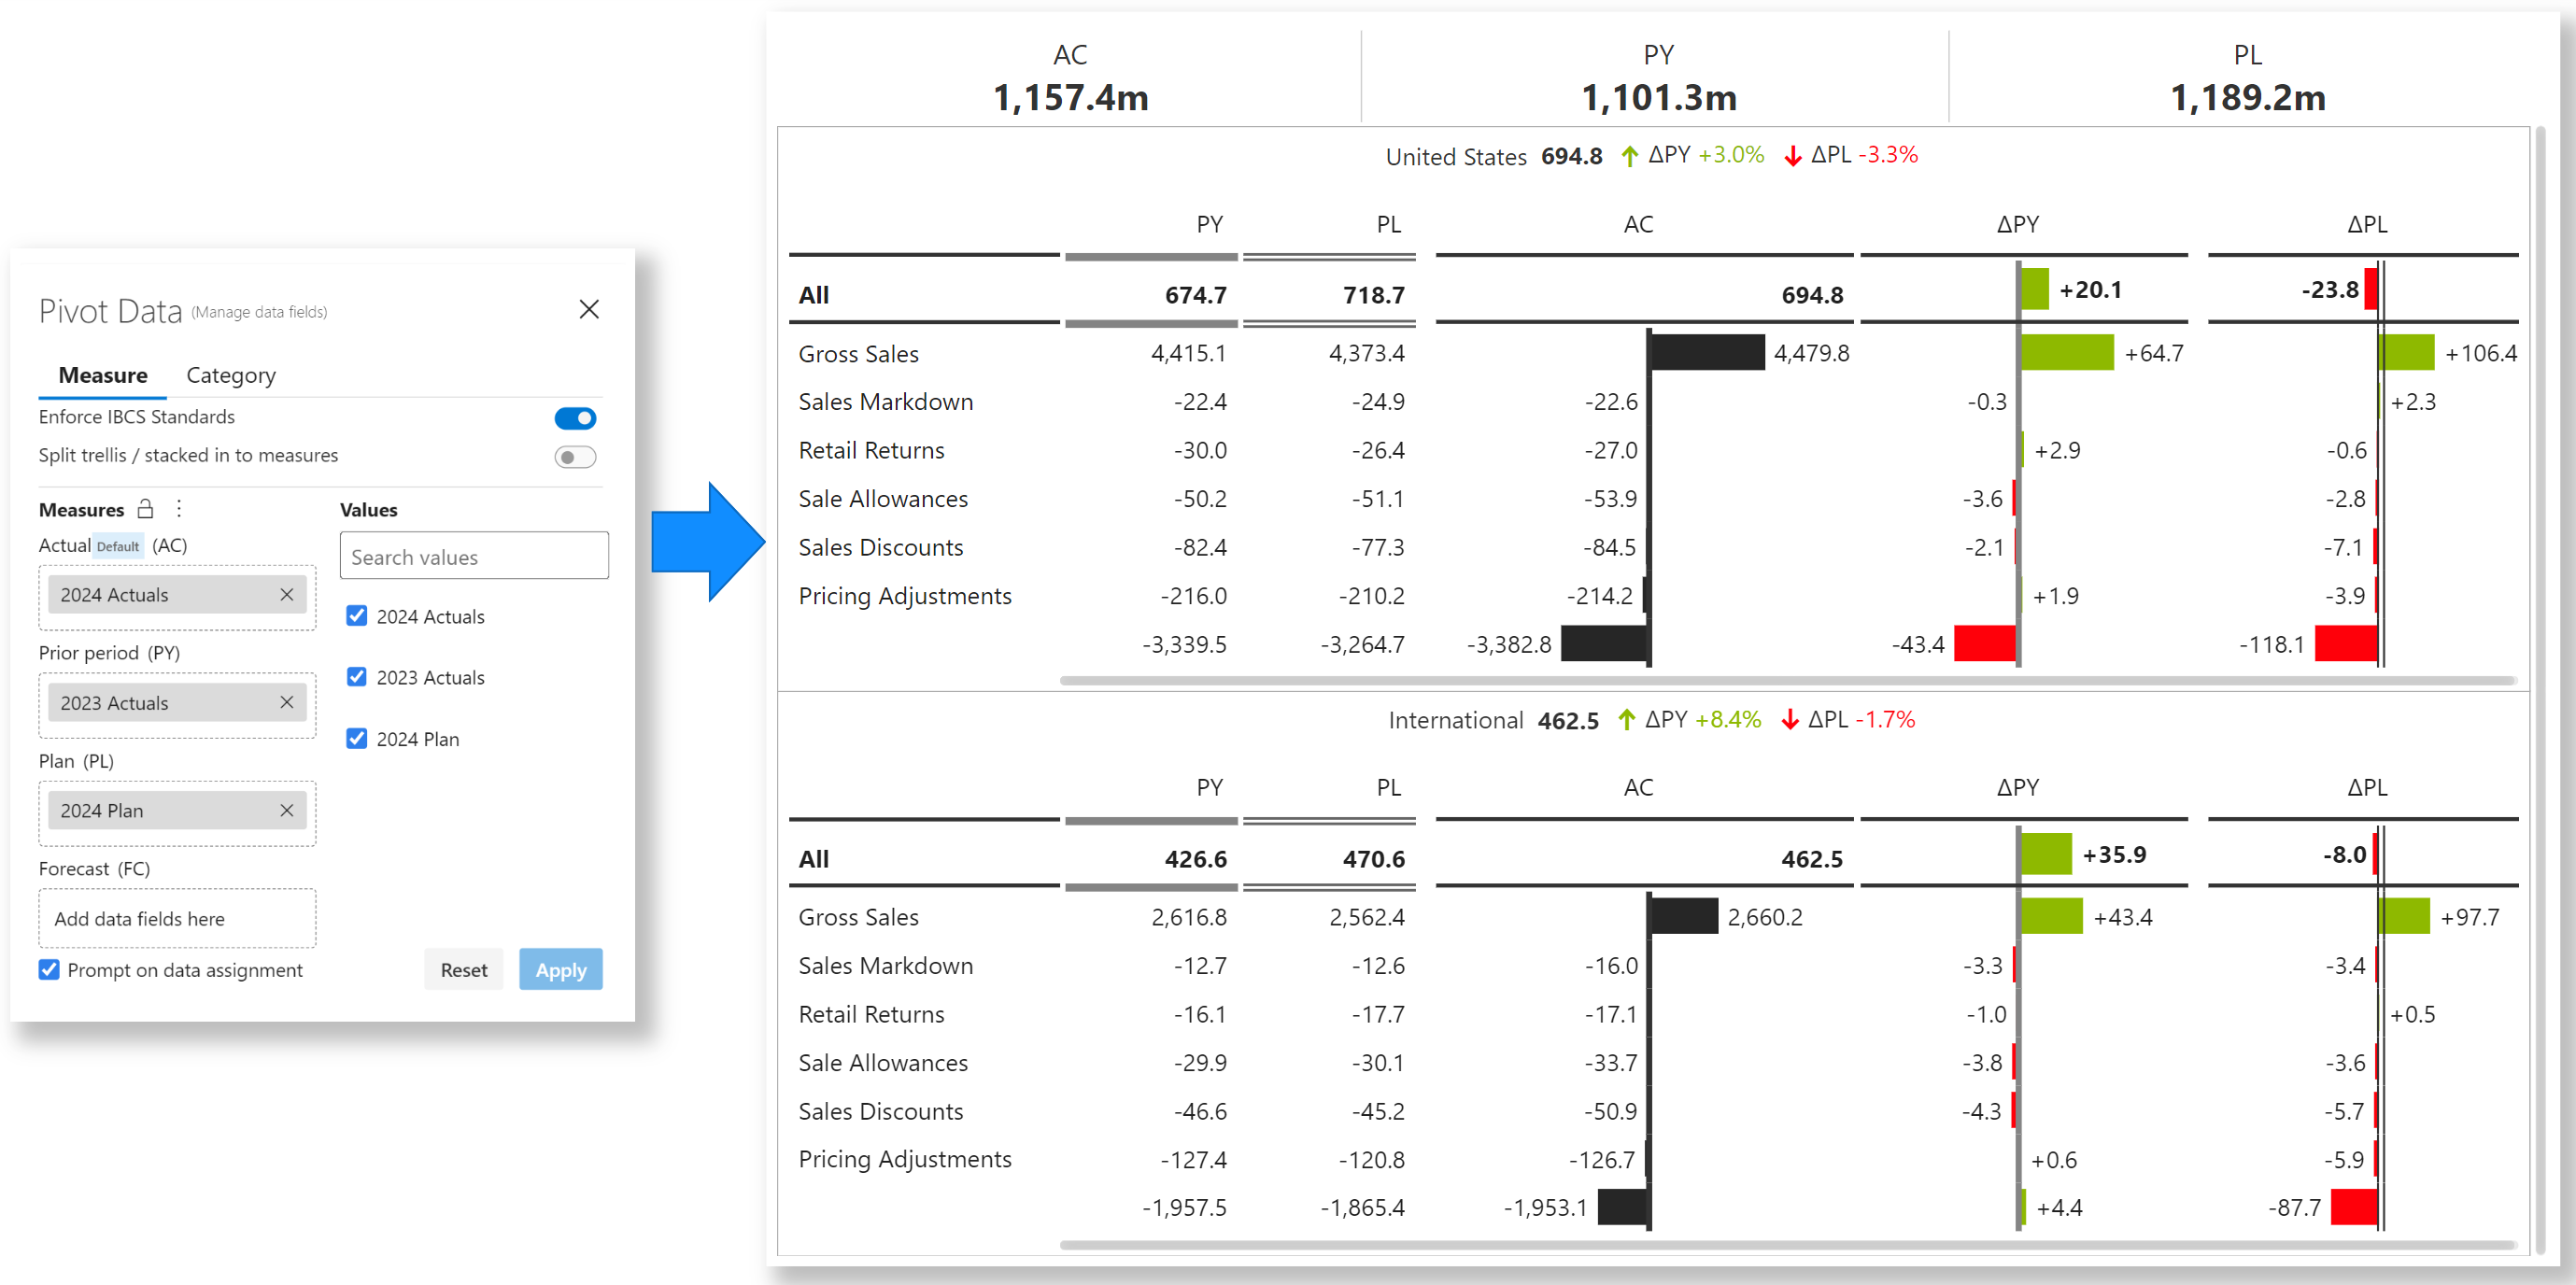 Pivot Data (Manage data fields)
Measure Category
Enforce IBCS Standards
Split trellis / stacked in to measures
Measures
Actual Default (AC)
2024 Actuals
Prior period (PY)
2023 Actuals
Plan (PL)
2024 Plan
Forecast (FC)
Add data fields here
Prompt on data assignment
Values
Search values
2024 Actuals
2023 Actuals
2024 Plan
Reset Apply
AC PY PL
1,157.4m 1,101.3m 1,189.2m
United States 694.8 ΔPY +3.0% ΔPL -3.3%
PY PL AC ΔPY ΔPL
All 674.7 718.7 694.8 +20.1 -23.8
Gross Sales 4,415.1 4,373.4 4,479.8 +64.7 +106.4
Sales Markdown -22.4 -24.9 -22.6 -0.3 +2.3
Retail Returns -30.0 -26.4 -27.0 +2.9 -0.6
Sale Allowances -50.2 -51.1 -53.9 -3.6 -2.8
Sales Discounts -82.4 -77.3 -84.5 -2.1 -7.1
Pricing Adjustments -216.0 -210.2 -214.2 +1.9 -3.9
-3,339.5 -3,264.7 -3,382.8 -43.4 -118.1
International 462.5 ΔPY +8.4% ΔPL -1.7%
PY PL AC ΔPY ΔPL
All 426.6 470.6 462.5 +35.9 -8.0
Gross Sales 2,616.8 2,562.4 2,660.2 +43.4 +97.7
Sales Markdown -12.7 -12.6 -16.0 -3.3 -3.4
Retail Returns -16.1 -17.7 -17.1 -1.0 +0.5
Sale Allowances -29.9 -30.1 -33.7 -3.8 -3.6
Sales Discounts -46.6 -45.2 -50.9 -4.3 -5.7
Pricing Adjustments -127.4 -120.8 -126.7 +0.6 -5.9
-1,957.5 -1,865.4 -1,953.1 +4.4 -87.7